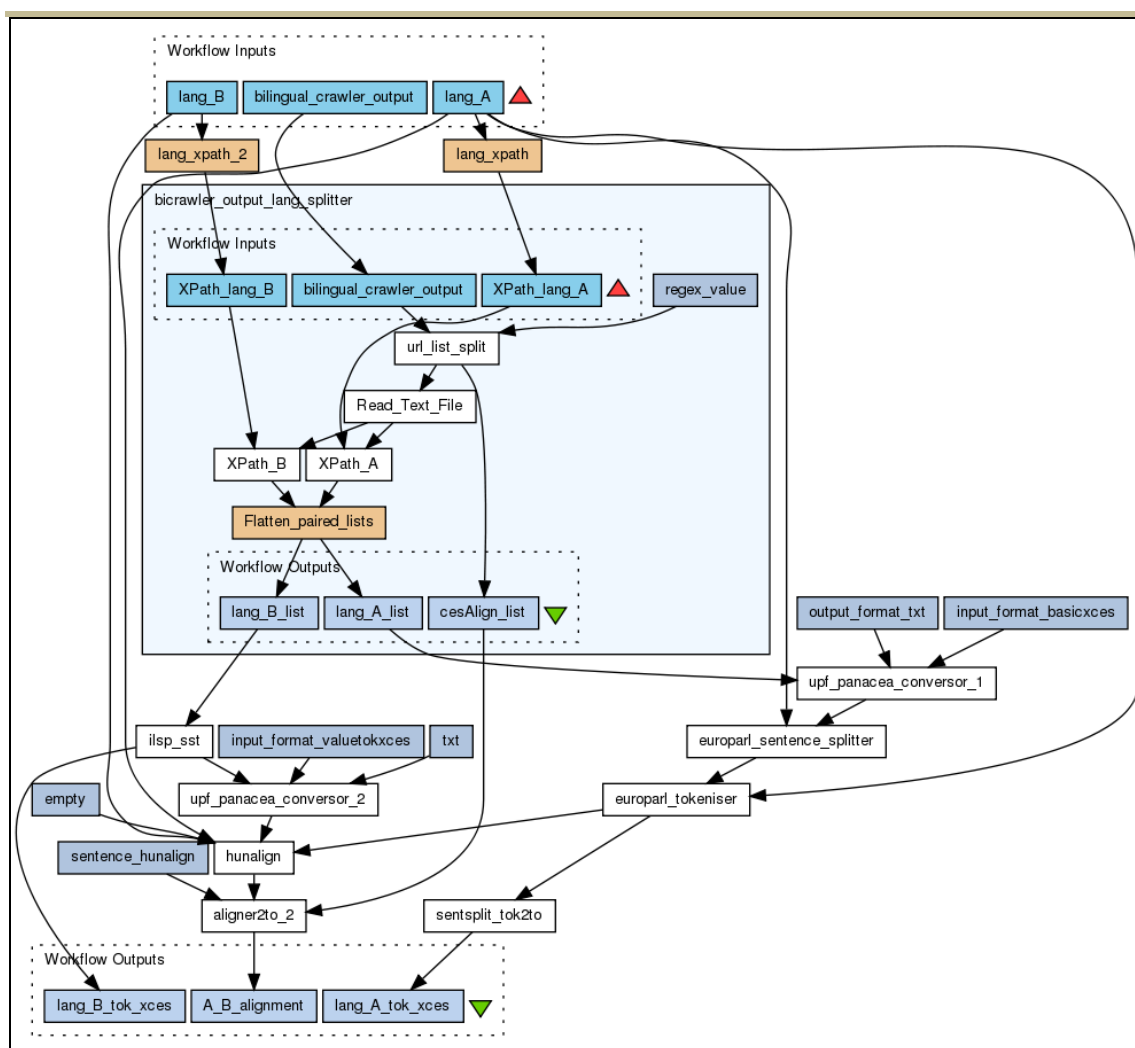 Workflow Inputs
lang_B
bilingual_crawler_output
lang_A
lang_xpath_2
lang_xpath
bicrawler_output_lang_splitter
Workflow Inputs
XPath_lang_B
bilingual_crawler_output
XPath_lang_A
regex_value
url_list_split
Read_Text_File
XPath_B
XPath_A
Flatten_paired_lists
Workflow Outputs
lang_B_list
lang_A_list
cesAlign_list
output_format_txt
input_format_basicxces
upf_panacea_conversor_1
ilsp_sst
input_format_valuetokxces
txt
europarl_sentence_splitter
empty
upf_panacea_conversor_2
europarl_tokeniser
sentence_hunalign
hunalign
aligner2to_2
sentsplit_tok2to
Workflow Outputs
lang_B_tok_xces
A_B_alignment
lang_A_tok_xces